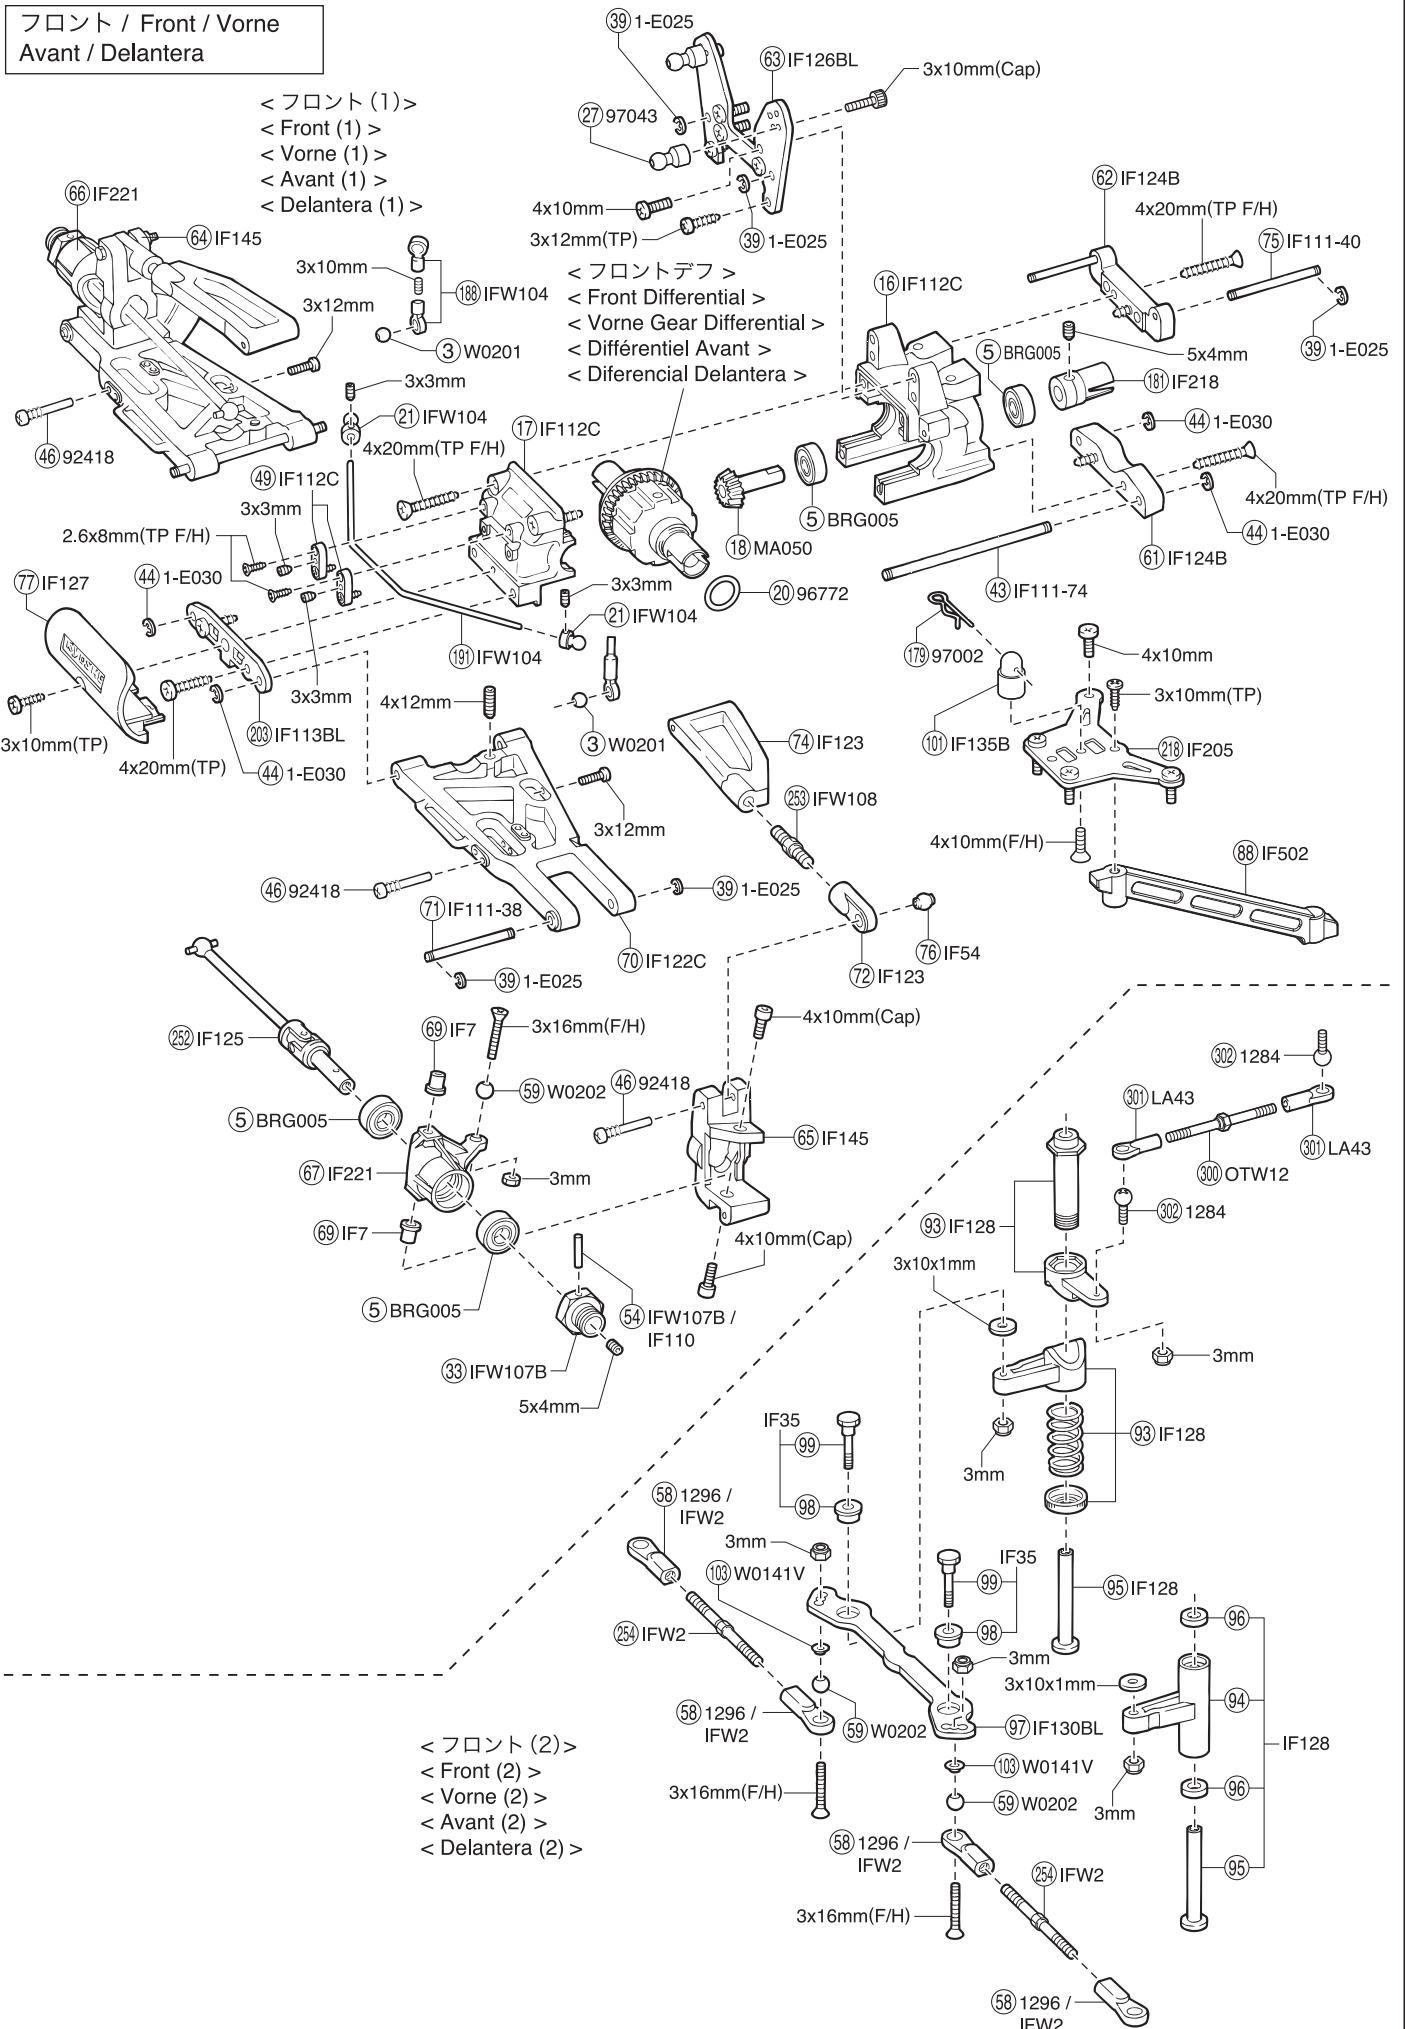 フロント / Front / Vorne
Avant / Delantera
< フロント (1) >
< Front (1) >
< Vorne (1) >
< Avant (1) >
< Delantera (1) >
39 1-E025
63 IF126BL
3x10mm(Cap)
27 97043
4x10mm
3x12mm(TP)
39 1-E025
62 IF124B
4x20mm(TP F/H)
75 IF111-40
39 1-E025
66 IF221
64 IF145
3x10mm
188 IFW104
3x12mm
3 W0201
< フロントデフ >
< Front Differential >
< Vorne Gear Differential >
< Différentiel Avant >
< Diferencial Delantera >
16 IF112C
5 BRG005
5x4mm
181 IF218
3x3mm
21 IFW104
46 92418
17 IF112C
4x20mm(TP F/H)
44 1-E030
4x20mm(TP F/H)
44 1-E030
61 IF124B
49 IF112C
3x3mm
2.6x8mm(TP F/H)
5 BRG005
18 MA050
43 IF111-74
77 IF127
44 1-E030
KYOSHO
3x3mm
20 96772
21 IFW104
191 IFW104
179 97002
4x10mm
3x10mm(TP)
3x3mm
4x12mm
101 IF135B
218 IF205
3x10mm(TP)
203 IF113BL
4x20mm(TP)
44 1-E030
3 W0201
74 IF123
253 IFW108
3x12mm
4x10mm(F/H)
88 IF502
46 92418
39 1-E025
71 IF111-38
76 IF54
70 IF122C
72 IF123
39 1-E025
252 IF125
69 IF7
3x16mm(F/H)
4x10mm(Cap)
59 W0202
46 92418
5 BRG005
65 IF145
67 IF221
3mm
69 IF7
4x10mm(Cap)
5 BRG005
54 IFW107B /
IF110
33 IFW107B
5x4mm
302 1284
301 LA43
301 LA43
300 OTW12
93 IF128
302 1284
3x10x1mm
3mm
3mm
93 IF128
IF35
99
98
58 1296 /
IFW2
3mm
103 W0141V
IF35
99
98
95 IF128
96
254 IFW2
3mm
3x10x1mm
94
58 1296 /
IFW2
59 W0202
97 IF130BL
IF128
103 W0141V
96
3mm
3x16mm(F/H)
59 W0202
< フロント (2) >
< Front (2) >
< Vorne (2) >
< Avant (2) >
< Delantera (2) >
58 1296 /
IFW2
95
254 IFW2
3x16mm(F/H)
58 1296 /
IFW2